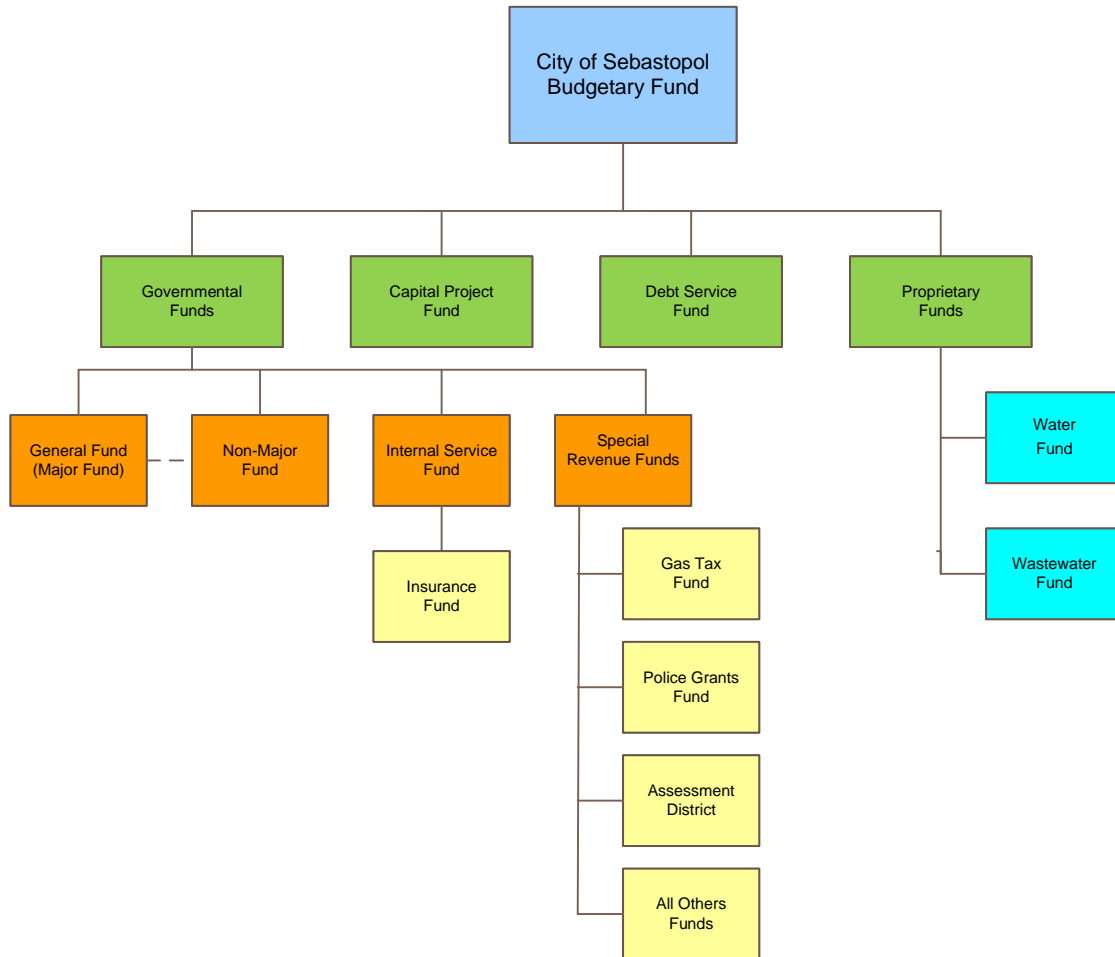 City of Sebastopol
Budgetary Fund
Governmental
Funds
Capital Project
Fund
Debt Service
Fund
Proprietary
Funds
General Fund
(Major Fund)
Non-Major
Fund
Internal Service
Fund
Special
Revenue Funds
Water
Fund
Insurance
Fund
Gas Tax
Fund
Wastewater
Fund
Police Grants
Fund
Assessment
District
All Others
Funds